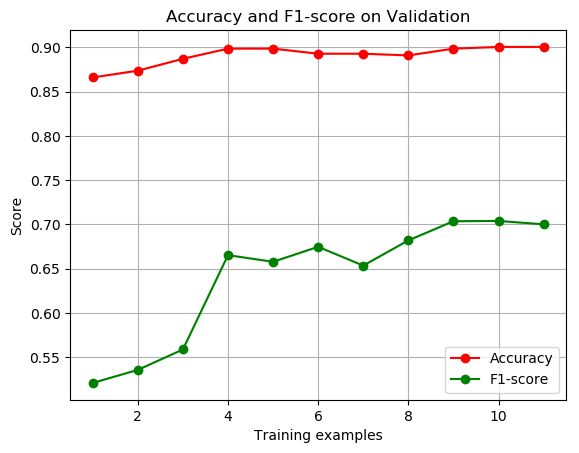 Accuracy and F1-score on Validation
0.90
0.85
0.80
0.75
0.70
0.65
0.60
0.55
Score
Accuracy
F1-score
2 4 6 8 10
Training examples